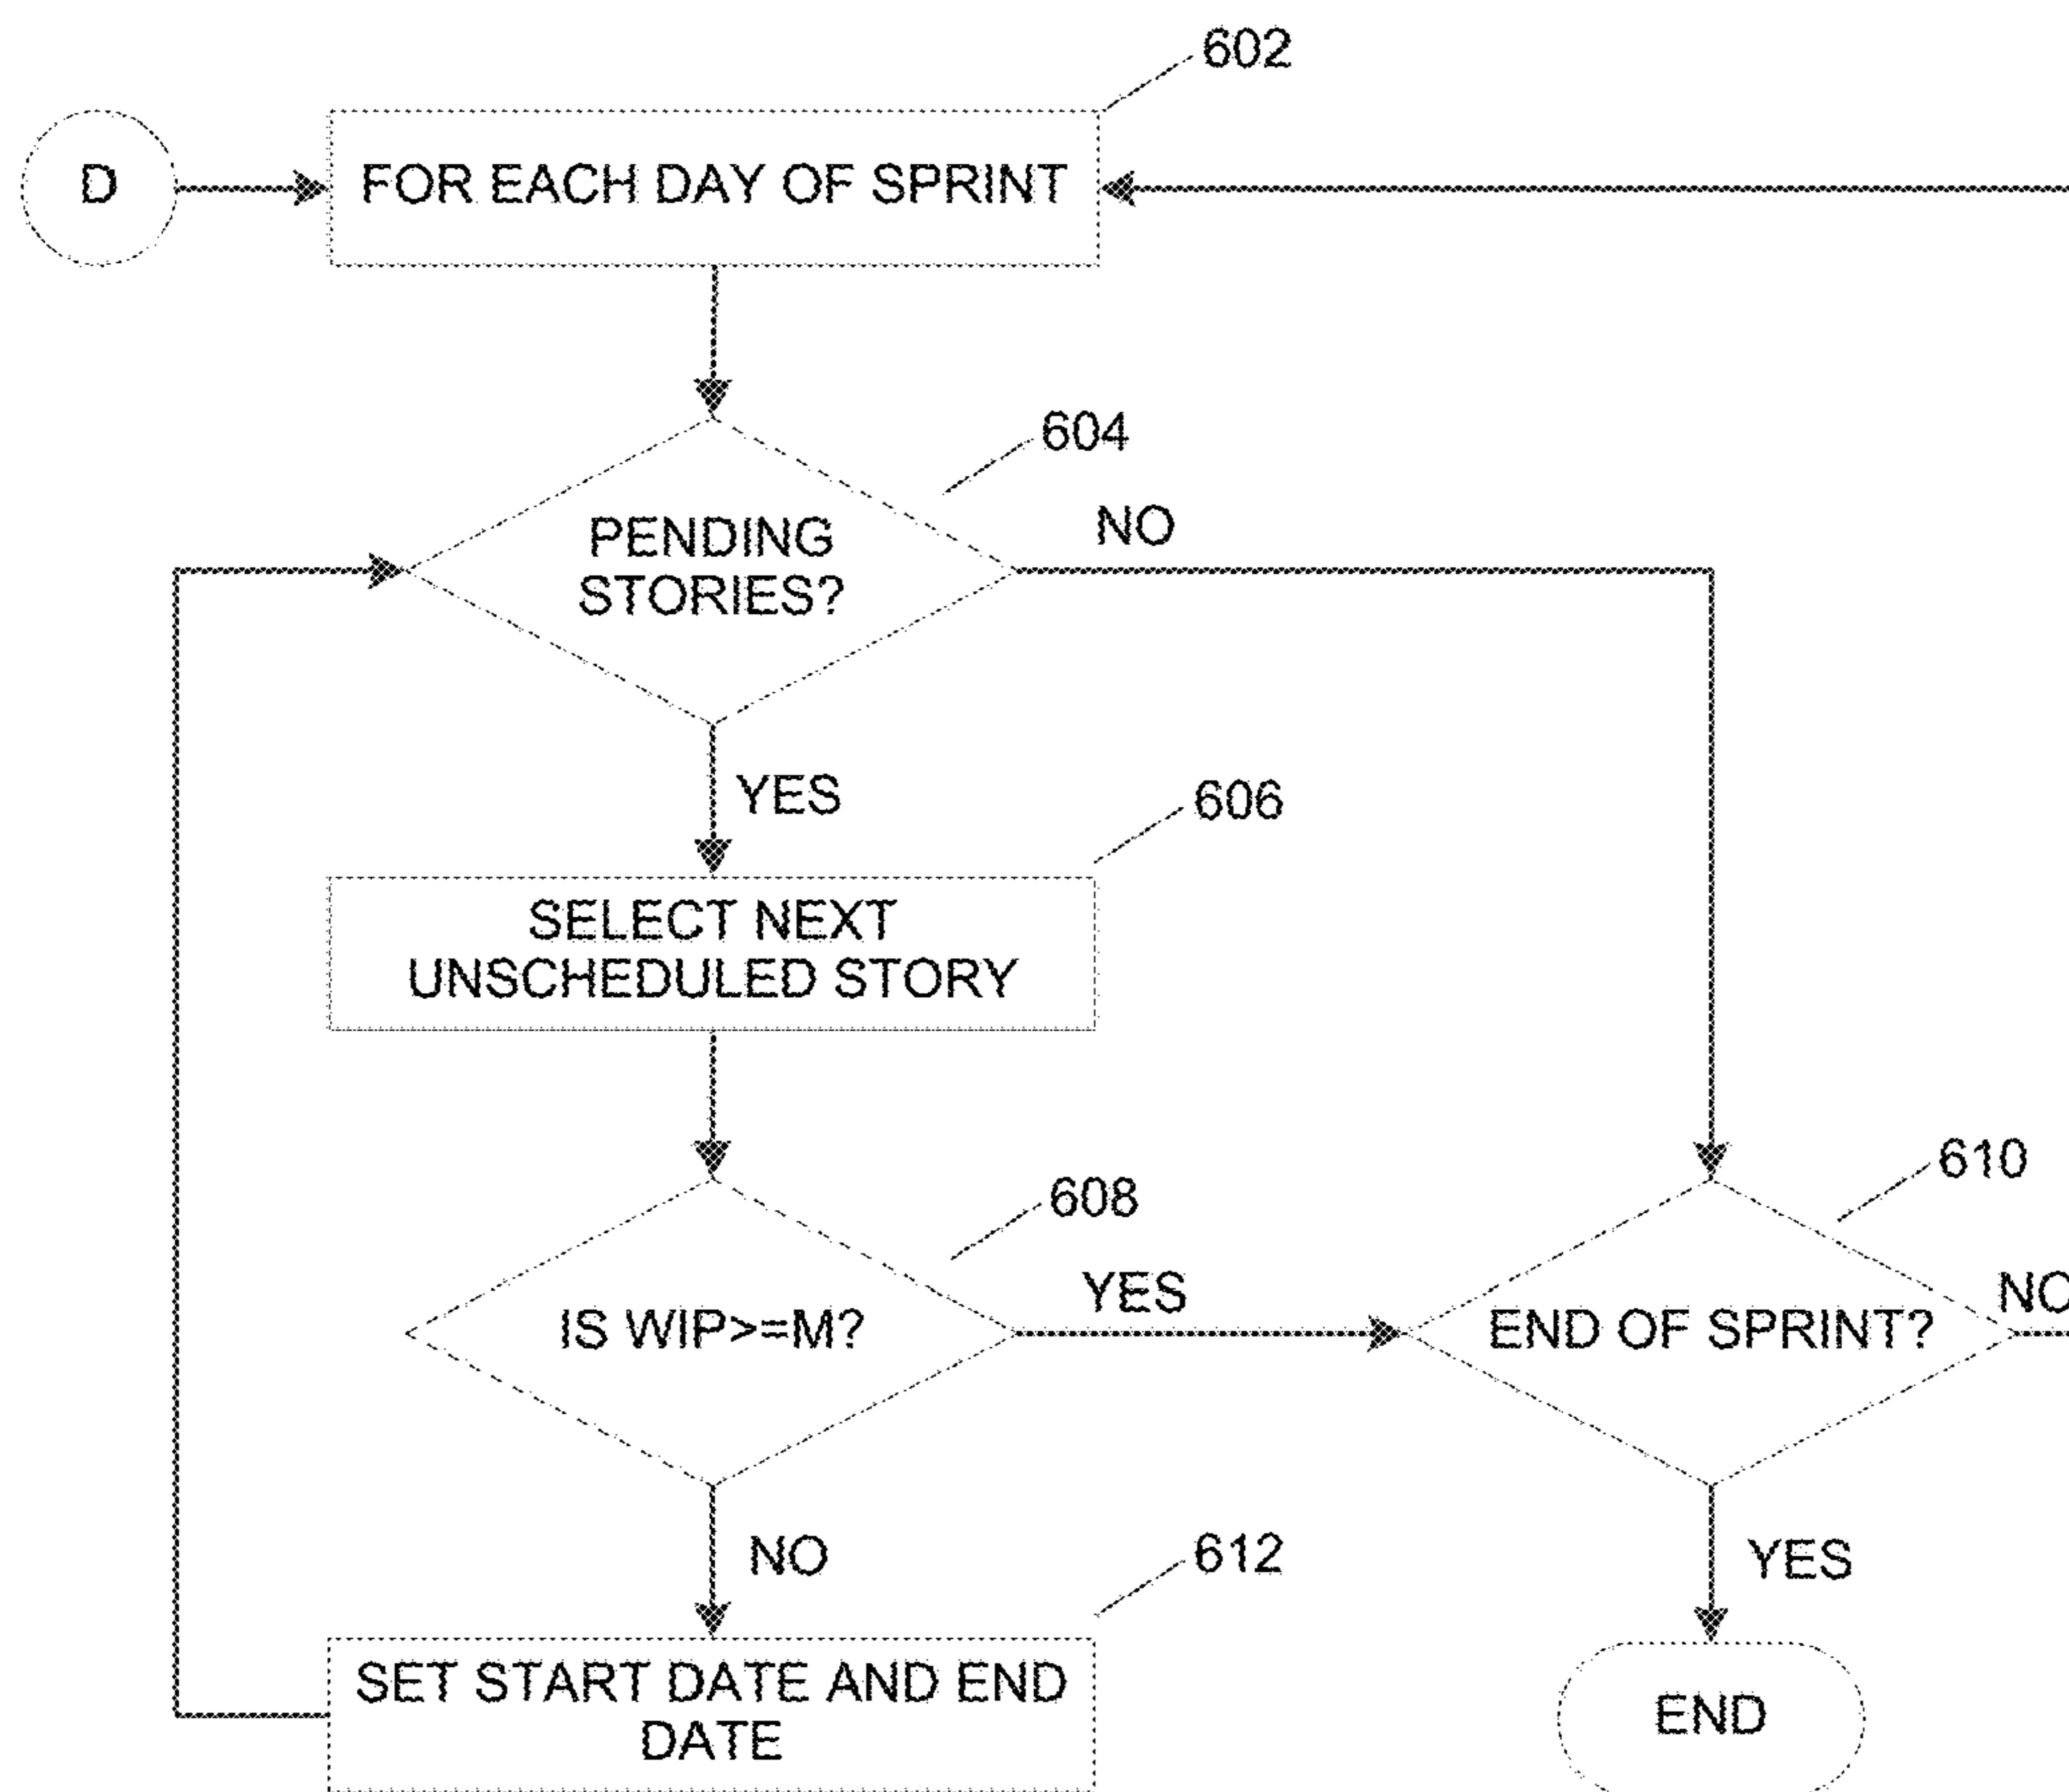 602
D
FOR EACH DAY OF SPRINT
604
NO
PENDING
STORIES?
YES
606
SELECT NEXT
UNSCHEDULED STORY
608
610
YES
NO
IS WIP>=M?
END OF SPRINT?
NO
YES
612
SET START DATE AND END
DATE
END